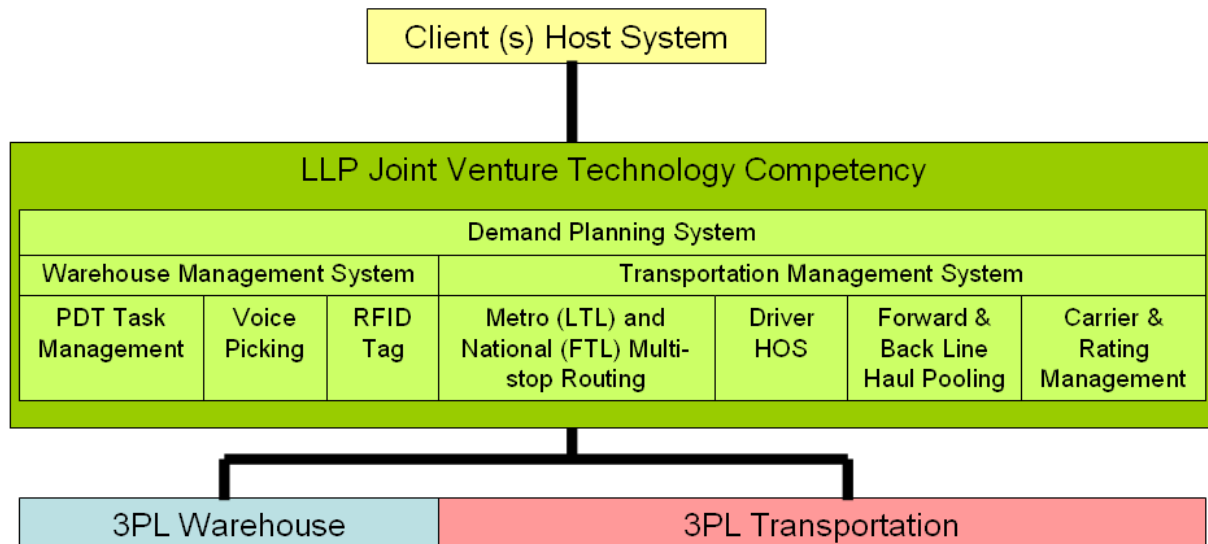 Client (s) Host System
LLP Joint Venture Technology Competency
Demand Planning System
Warehouse Management System
Transportation Management System
PDT Task
Management
Voice
Picking
RFID
Tag
Metro (LTL) and
National (FTL) Multi-
stop Routing
Driver
HOS
Forward &
Back Line
Haul Pooling
Carrier &
Rating
Management
3PL Warehouse
3PL Transportation